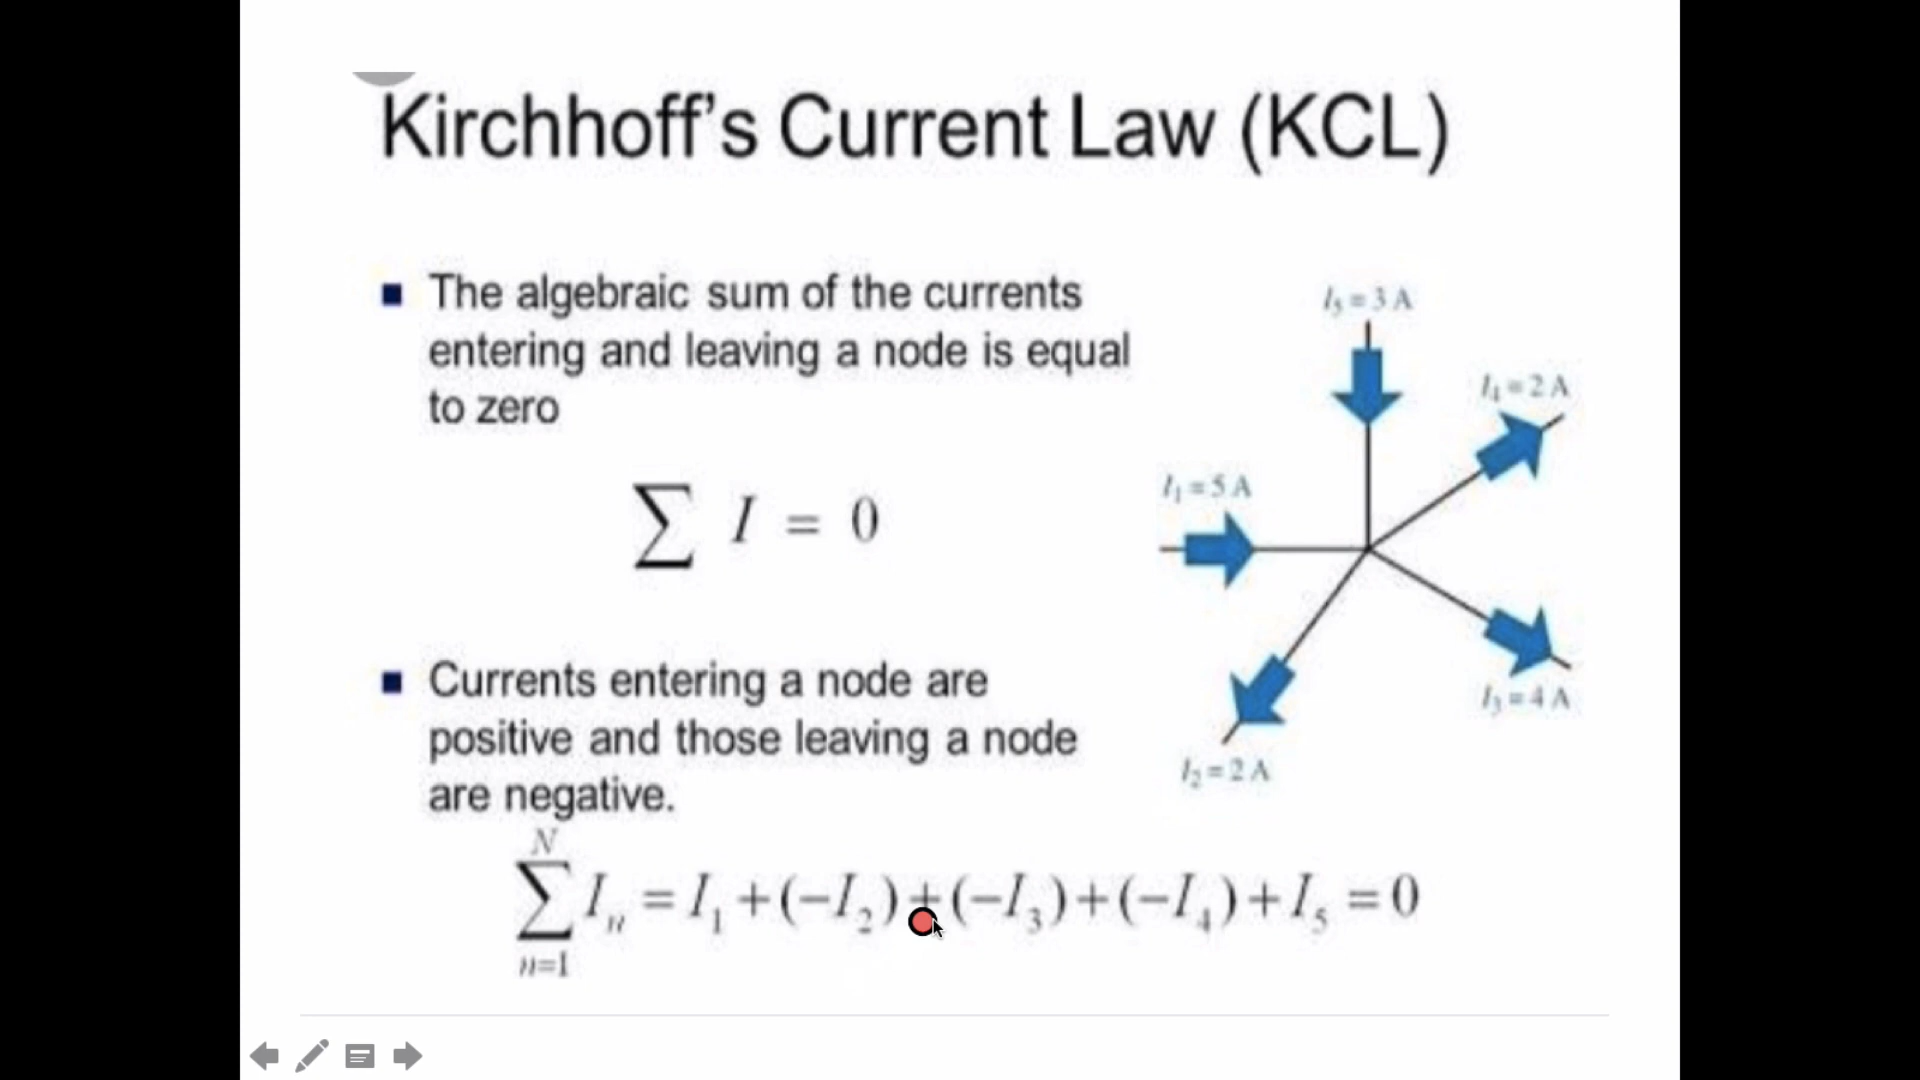 Kirchhoff's Current Law (KCL)
■ The algebraic sum of the currents
entering and leaving a node is equal
to zero
∑ I = 0
■ Currents entering a node are
positive and those leaving a node
are negative.
N
∑ Iₙ = I₁ +(−I₂)+(−I₃)+(−I₄)+I₅ = 0
n=1
I₅ = 3 A
I₄ = 2 A
I₁ = 5 A
I₃ = 4 A
I₂ = 2 A